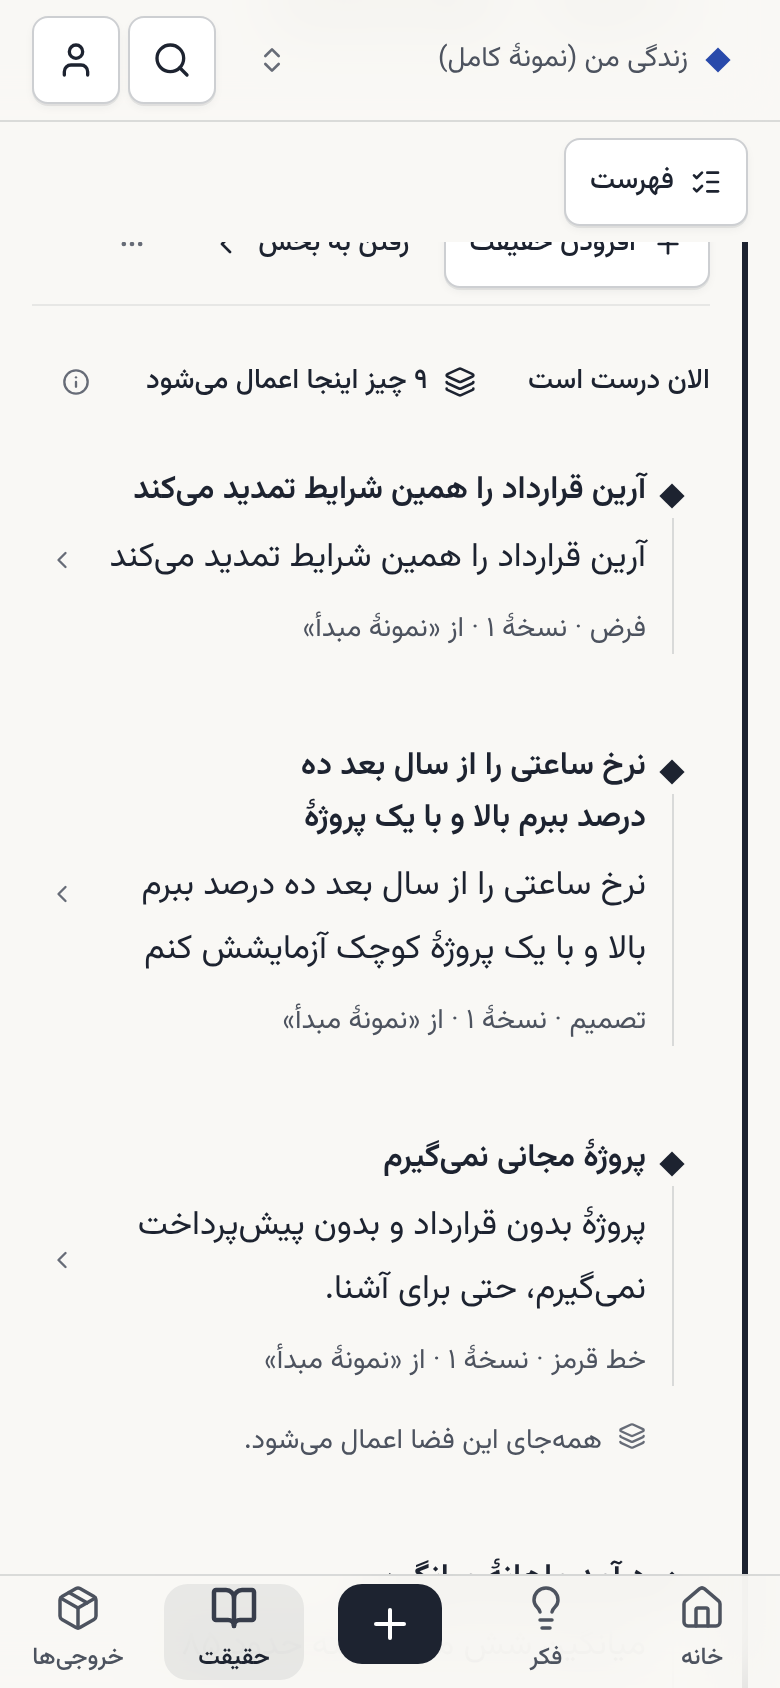 زندگی من (نمونهٔ کامل)
فهرست
افزودن حقیقت
رفتن به بخش
الان درست است
۹ چیز اینجا اعمال می‌شود
آرین قرارداد را همین شرایط تمدید می‌کند
آرین قرارداد را همین شرایط تمدید می‌کند
فرض · نسخهٔ ۱ · از «نمونهٔ مبدأ»
نرخ ساعتی را از سال بعد ده
درصد ببرم بالا و با یک پروژهٔ
نرخ ساعتی را از سال بعد ده درصد ببرم
بالا و با یک پروژهٔ کوچک آزمایشش کنم
تصمیم · نسخهٔ ۱ · از «نمونهٔ مبدأ»
پروژهٔ مجانی نمی‌گیرم
پروژهٔ بدون قرارداد و بدون پیش‌پرداخت
نمی‌گیرم، حتی برای آشنا.
خط قرمز · نسخهٔ ۱ · از «نمونهٔ مبدأ»
همه‌جای این فضا اعمال می‌شود.
خانه
فکر
حقیقت
خروجی‌ها